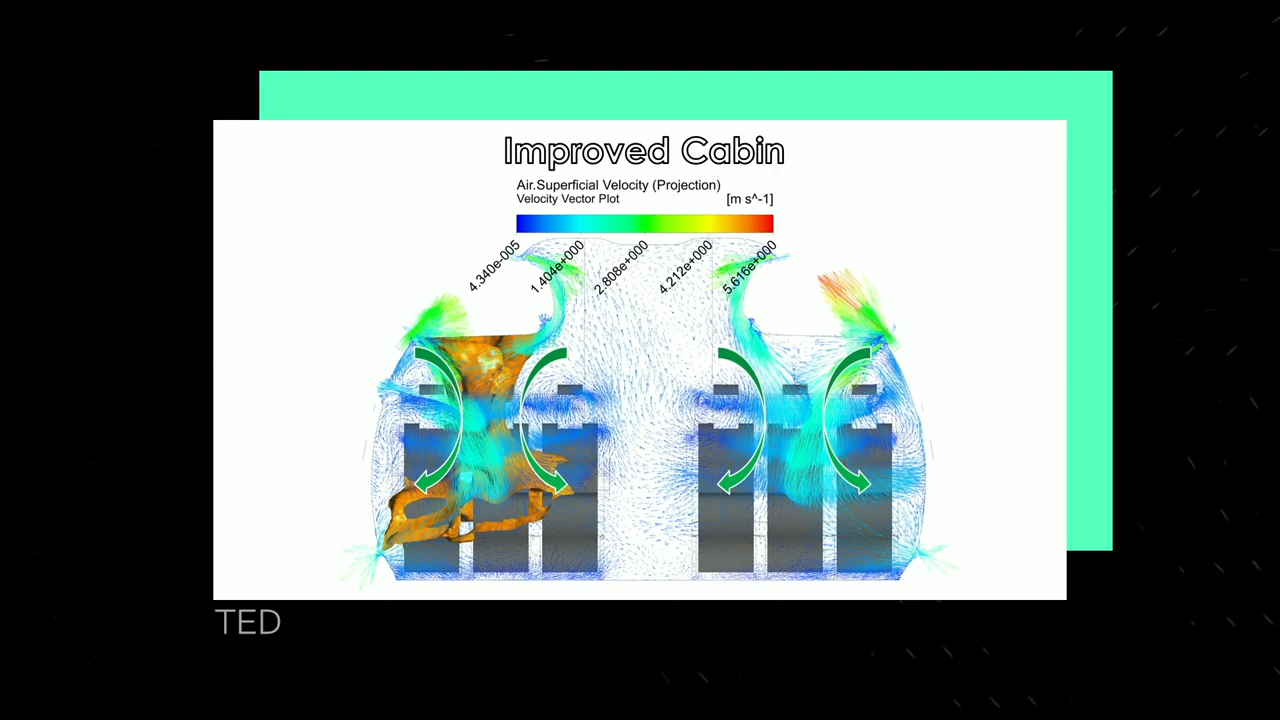 Improved Cabin
Air.Superficial Velocity (Projection)
Velocity Vector Plot [m s^-1]
4.340e-005 1.404e+000 2.808e+000 4.212e+000 5.616e+000
TED